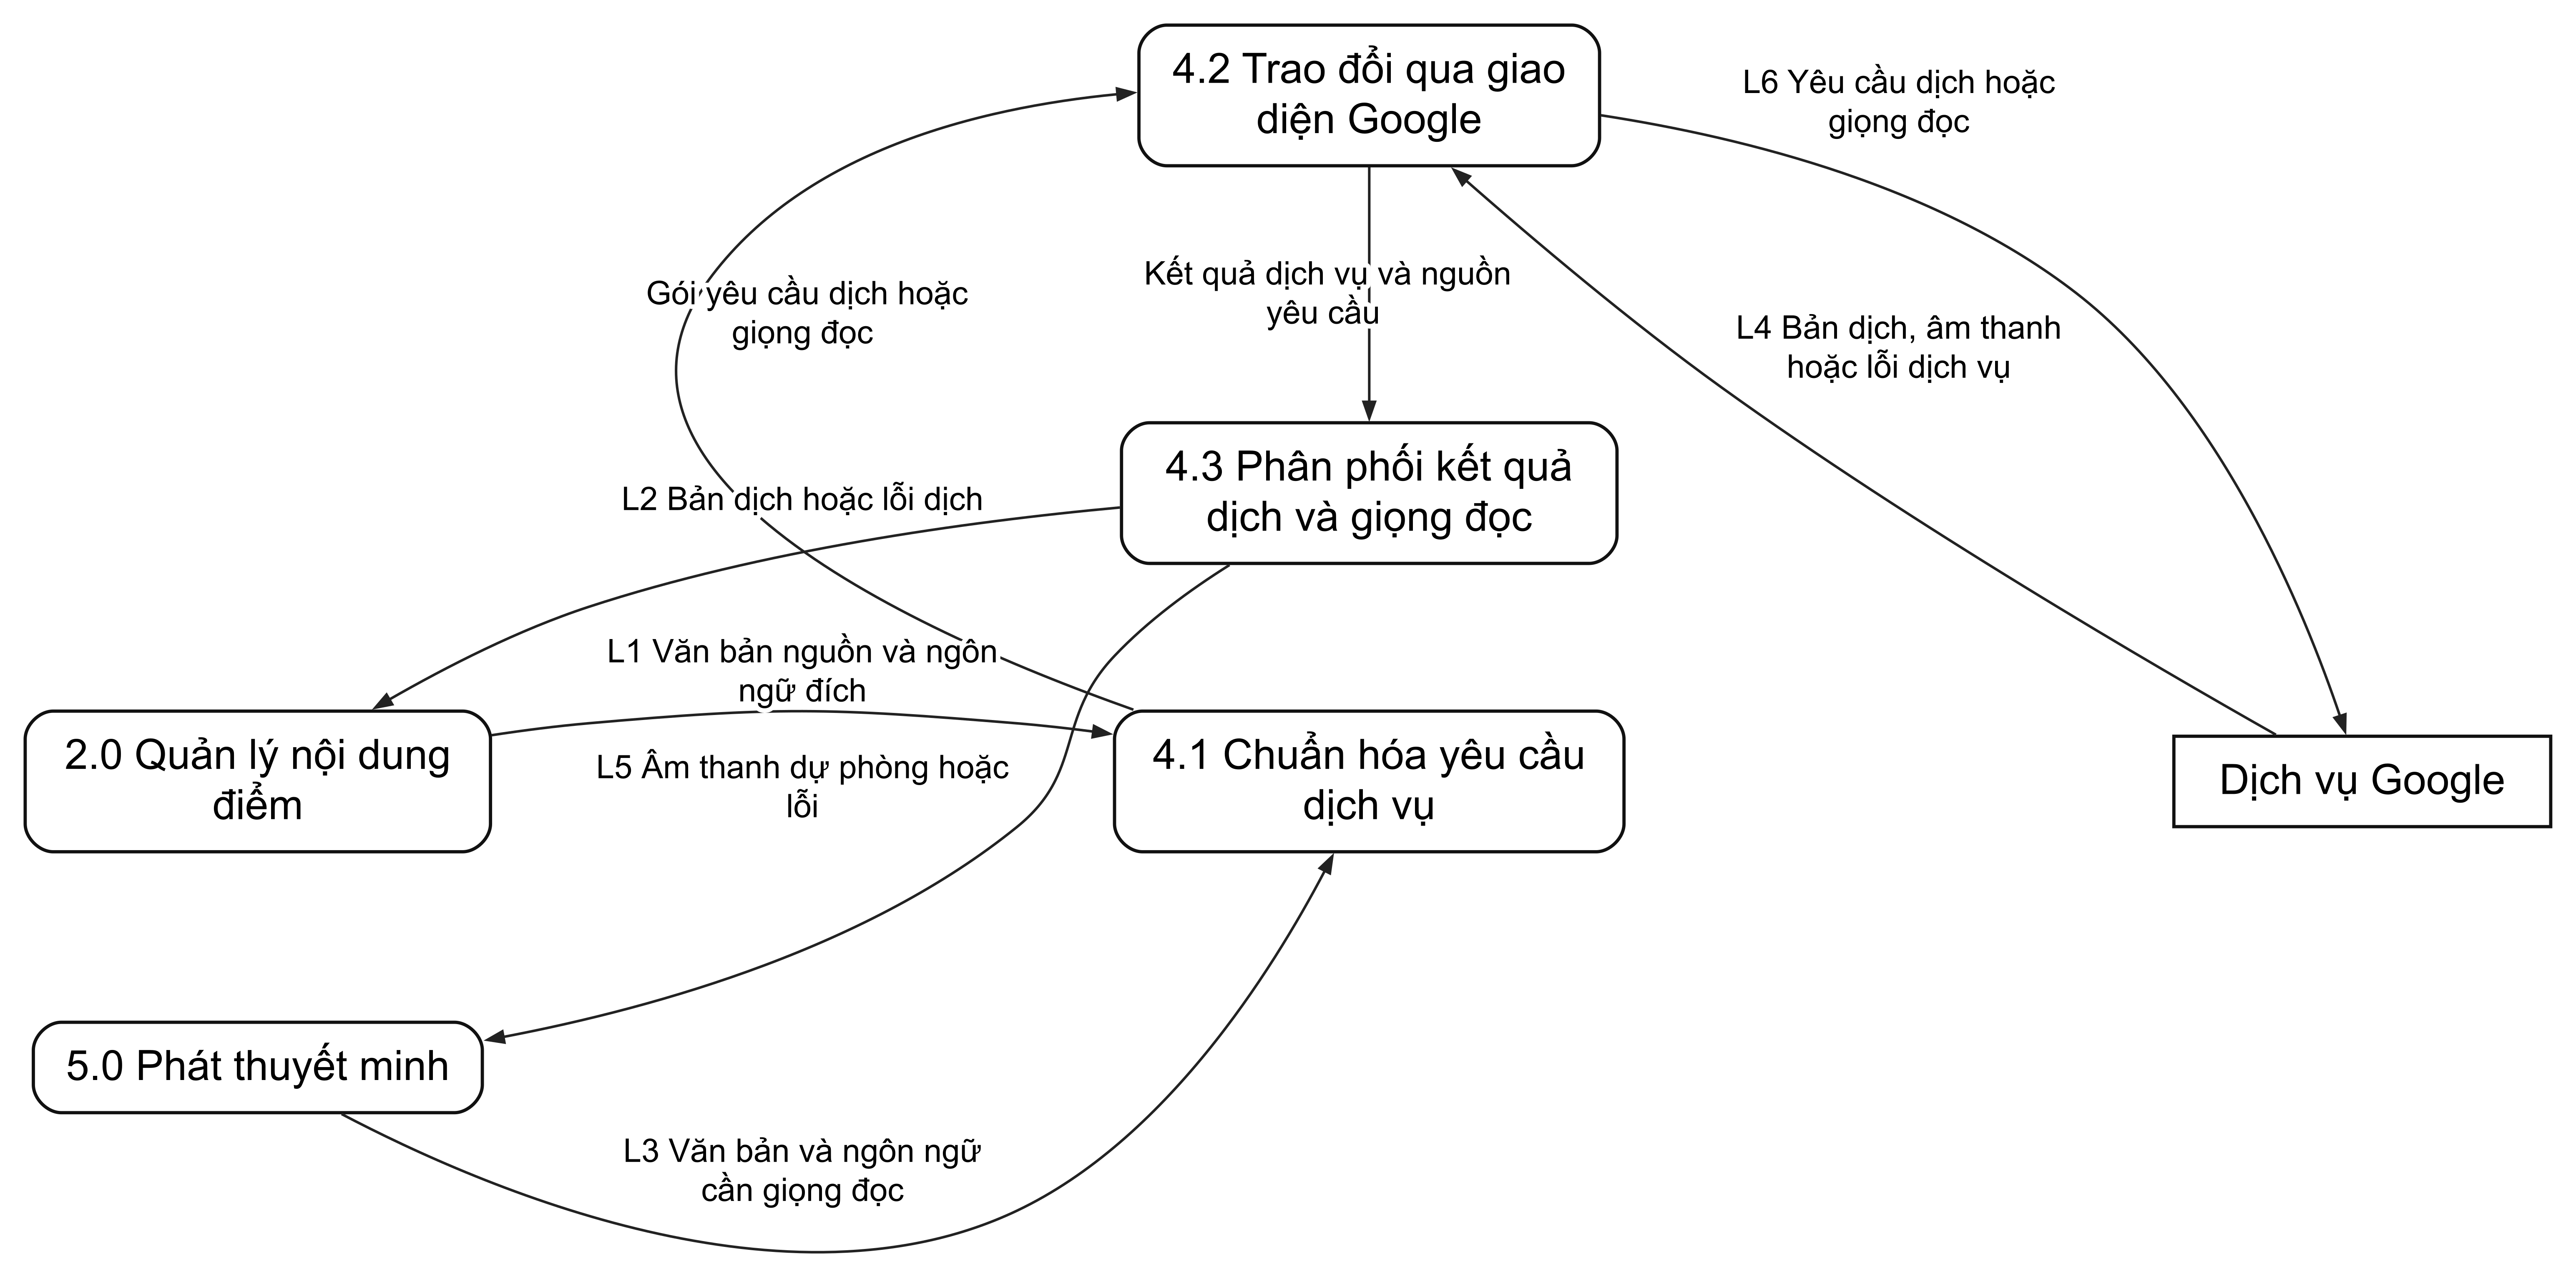 4.2 Trao đổi qua giao
diện Google
L6 Yêu cầu dịch hoặc
giọng đọc
Gói yêu cầu dịch hoặc
giọng đọc
Kết quả dịch vụ và nguồn
yêu cầu
L4 Bản dịch, âm thanh
hoặc lỗi dịch vụ
L2 Bản dịch hoặc lỗi dịch
4.3 Phân phối kết quả
dịch và giọng đọc
L1 Văn bản nguồn và ngôn
ngữ đích
2.0 Quản lý nội dung
điểm
L5 Âm thanh dự phòng hoặc
lỗi
4.1 Chuẩn hóa yêu cầu
dịch vụ
Dịch vụ Google
5.0 Phát thuyết minh
L3 Văn bản và ngôn ngữ
cần giọng đọc